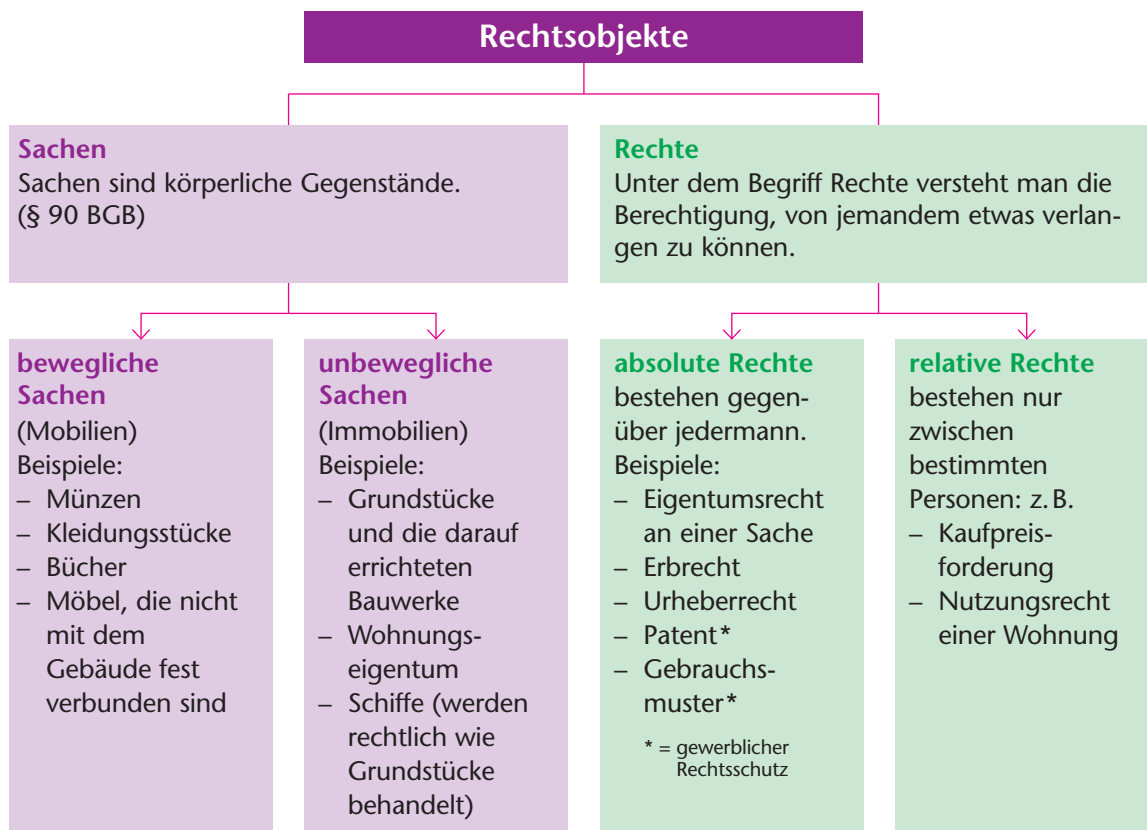 Rechtsobjekte
Sachen
Sachen sind körperliche Gegenstände.
(§ 90 BGB)
Rechte
Unter dem Begriff Rechte versteht man die
Berechtigung, von jemandem etwas verlan-
gen zu können.
bewegliche
Sachen
(Mobilien)
Beispiele:
– Münzen
– Kleidungsstücke
– Bücher
– Möbel, die nicht
mit dem
Gebäude fest
verbunden sind
unbewegliche
Sachen
(Immobilien)
Beispiele:
– Grundstücke
und die darauf
errichteten
Bauwerke
– Wohnungs-
eigentum
– Schiffe (werden
rechtlich wie
Grundstücke
behandelt)
absolute Rechte
bestehen gegen-
über jedermann.
Beispiele:
– Eigentumsrecht
an einer Sache
– Erbrecht
– Urheberrecht
– Patent*
– Gebrauchs-
muster*
* = gewerblicher
Rechtsschutz
relative Rechte
bestehen nur
zwischen
bestimmten
Personen: z. B.
– Kaufpreis-
forderung
– Nutzungsrecht
einer Wohnung